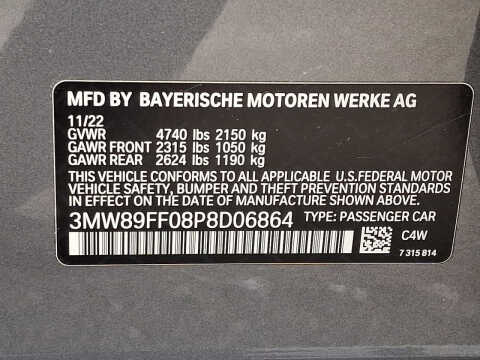 MFD BY BAYERISCHE MOTOREN WERKE AG
11/22
GVWR 4740 lbs 2150 kg
GAWR FRONT 2315 lbs 1050 kg
GAWR REAR 2624 lbs 1190 kg
THIS VEHICLE CONFORMS TO ALL APPLICABLE U.S.FEDERAL MOTOR
VEHICLE SAFETY, BUMPER AND THEFT PREVENTION STANDARDS
IN EFFECT ON THE DATE OF MANUFACTURE SHOWN ABOVE.
3MW89FF08P8D06864 TYPE: PASSENGER CAR
C4W
7 315 814